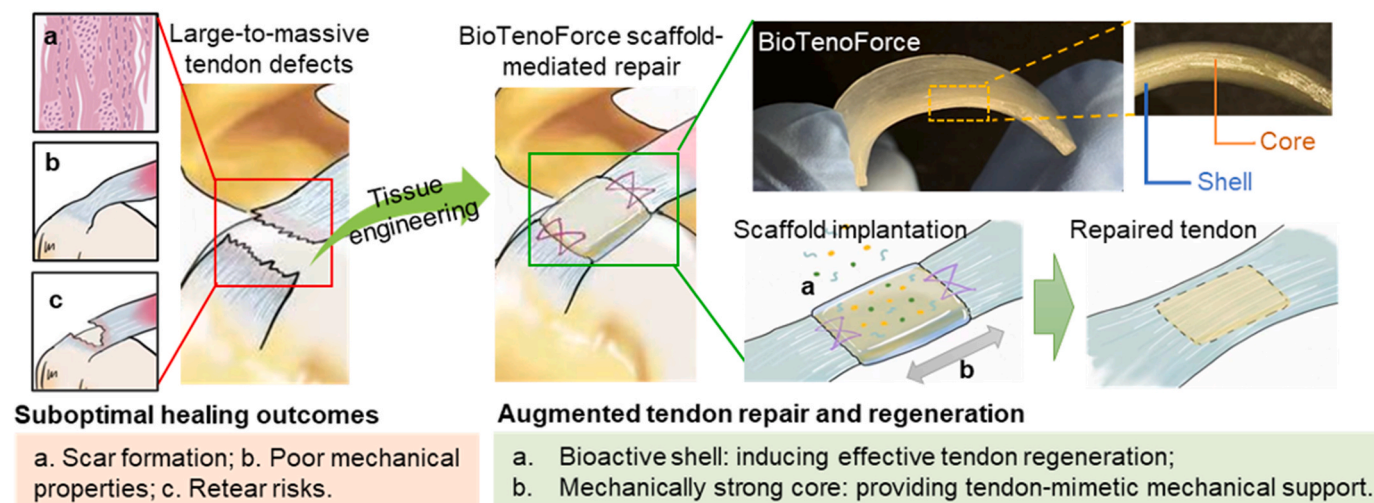 a
Large-to-massive
tendon defects
b
c
Tissue
engineering
BioTenoForce scaffold-
mediated repair
BioTenoForce
Core
Shell
Scaffold implantation
a
b
Repaired tendon
Suboptimal healing outcomes
a. Scar formation; b. Poor mechanical
properties; c. Retear risks.
Augmented tendon repair and regeneration
a. Bioactive shell: inducing effective tendon regeneration;
b. Mechanically strong core: providing tendon-mimetic mechanical support.